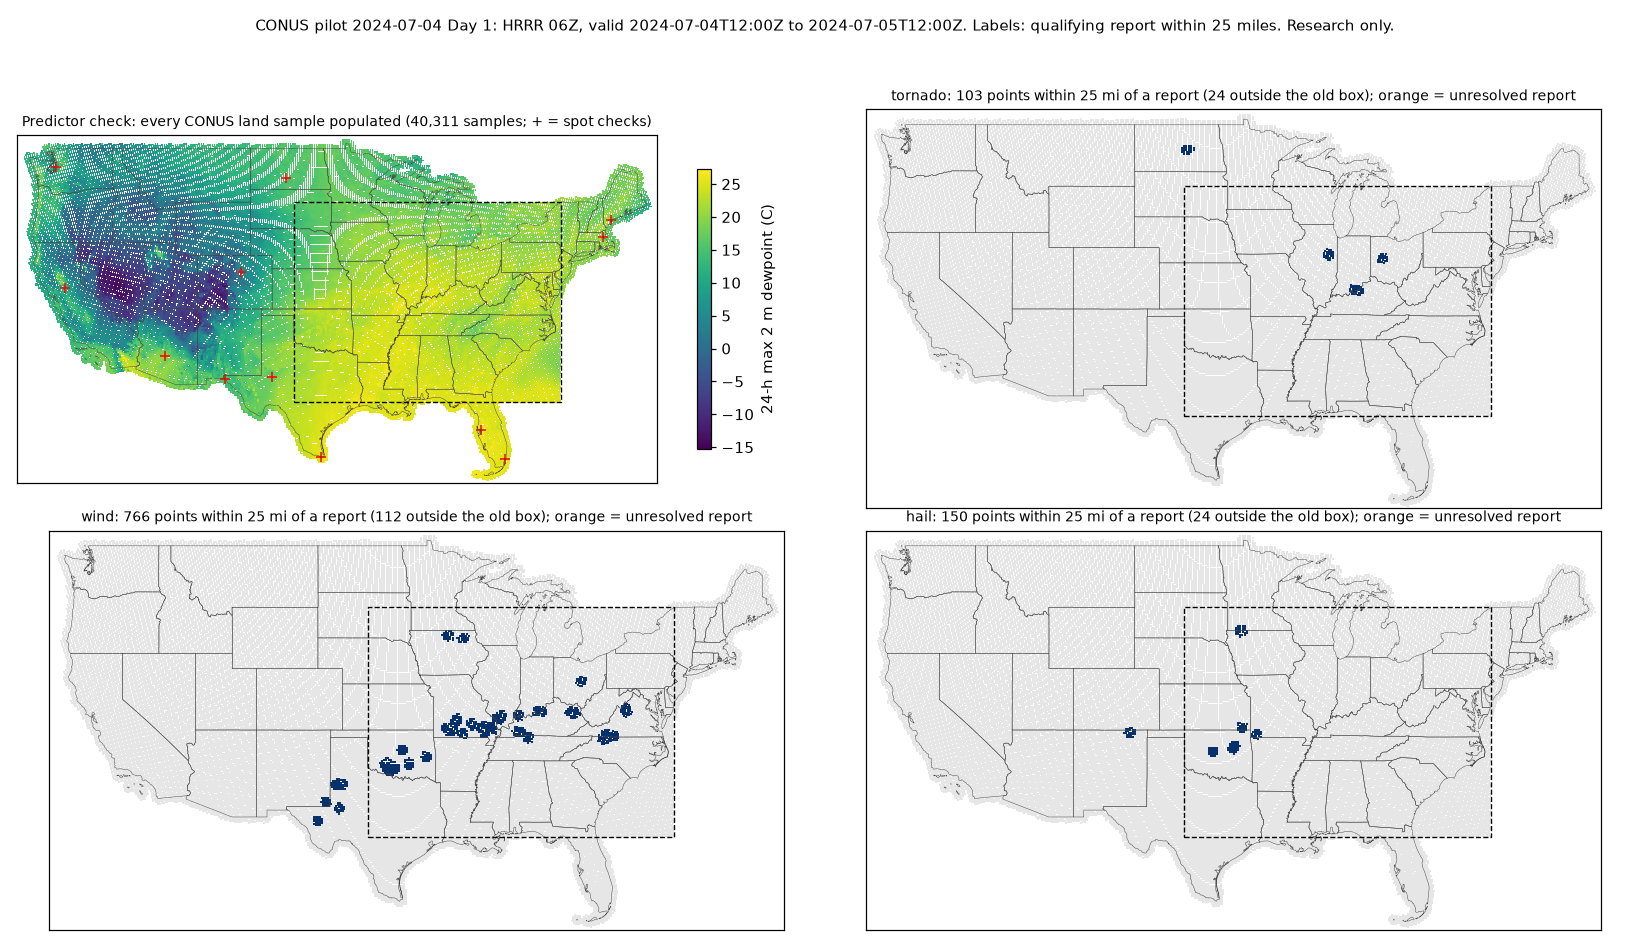 CONUS pilot 2024-07-04 Day 1: HRRR 06Z, valid 2024-07-04T12:00Z to 2024-07-05T12:00Z. Labels: qualifying report within 25 miles. Research only.
Predictor check: every CONUS land sample populated (40,311 samples; + = spot checks)
25
20
15
10
5
0
−5
−10
−15
24-h max 2 m dewpoint (C)
tornado: 103 points within 25 mi of a report (24 outside the old box); orange = unresolved report
wind: 766 points within 25 mi of a report (112 outside the old box); orange = unresolved report
hail: 150 points within 25 mi of a report (24 outside the old box); orange = unresolved report